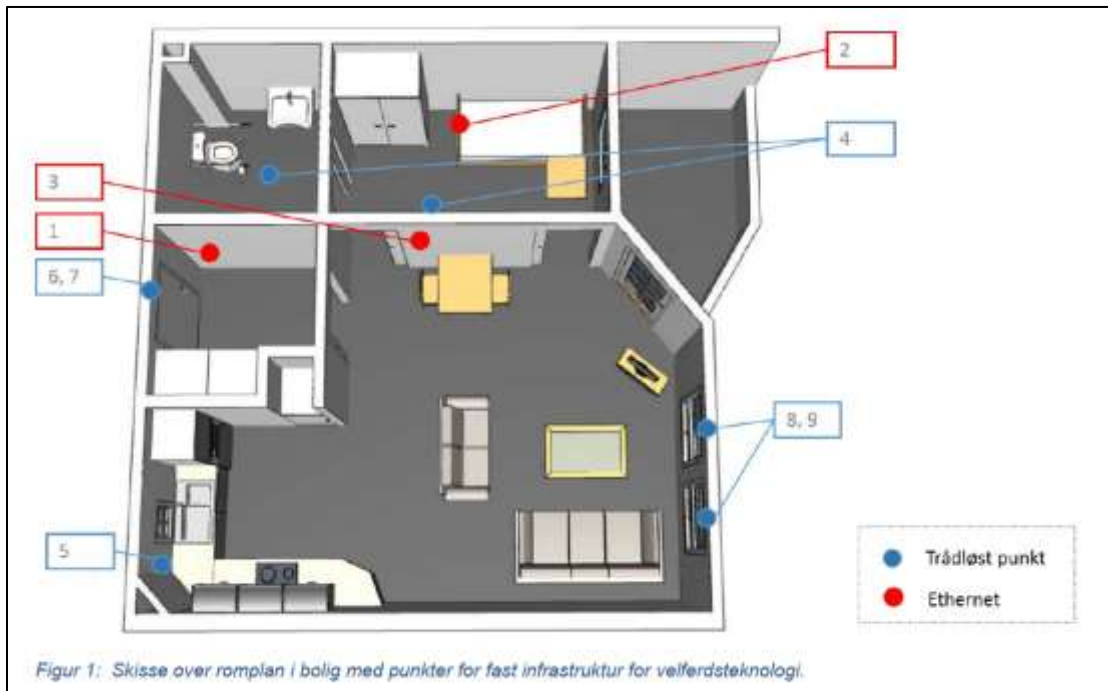 2
4
3
1
6, 7
8, 9
5
Trådløst punkt
Ethernet
Figur 1: Skisse over romplan i bolig med punkter for fast infrastruktur for velferdsteknologi.